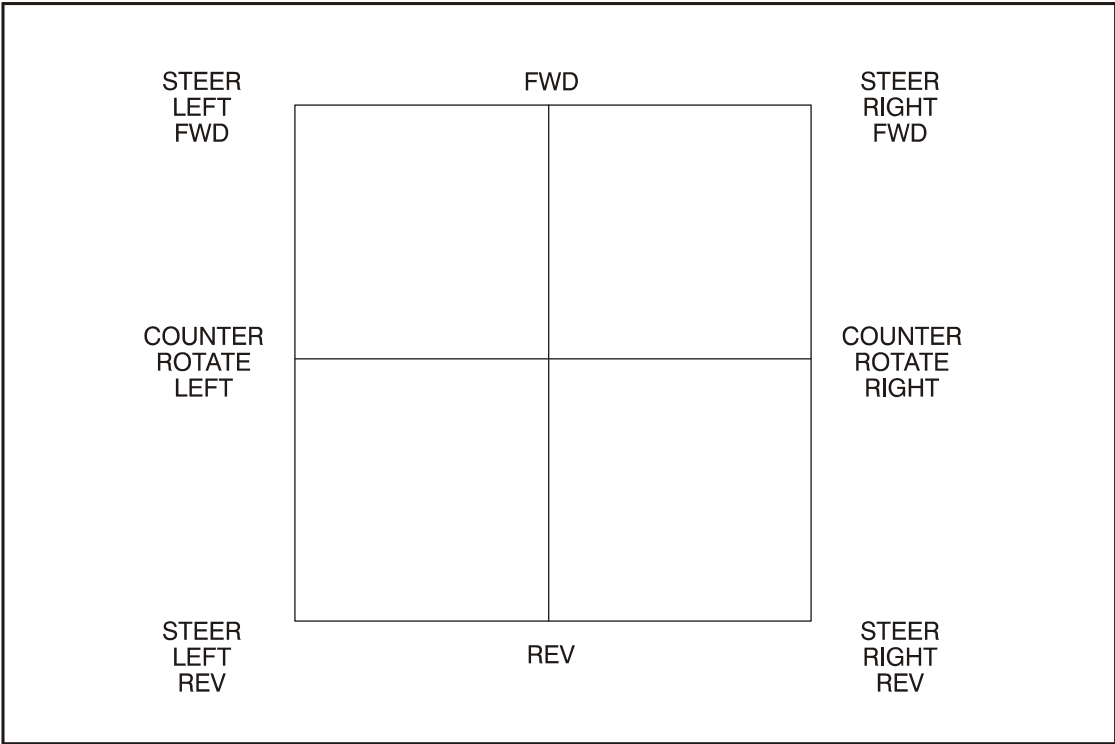 STEER
LEFT
FWD
FWD
STEER
RIGHT
FWD
COUNTER
ROTATE
LEFT
COUNTER
ROTATE
RIGHT
STEER
LEFT
REV
REV
STEER
RIGHT
REV